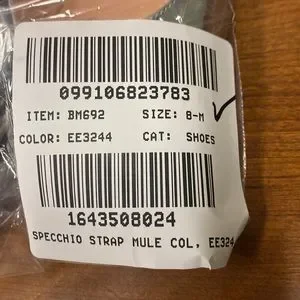 099106823783
ITEM: BM692 SIZE: 8-M
COLOR: EE3244 CAT: SHOES
1643508024
SPECCHIO STRAP MULE COL, EE324